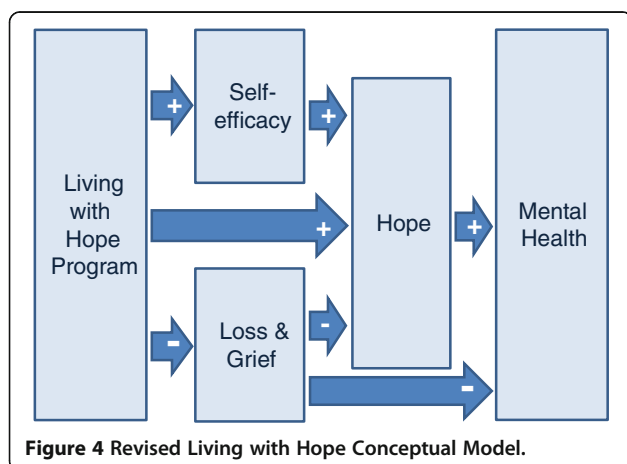 Living
with
Hope
Program
+
Self-
efficacy
+
+
Hope
+
Mental
Health
-
Loss &
Grief
-
-
Figure 4 Revised Living with Hope Conceptual Model.